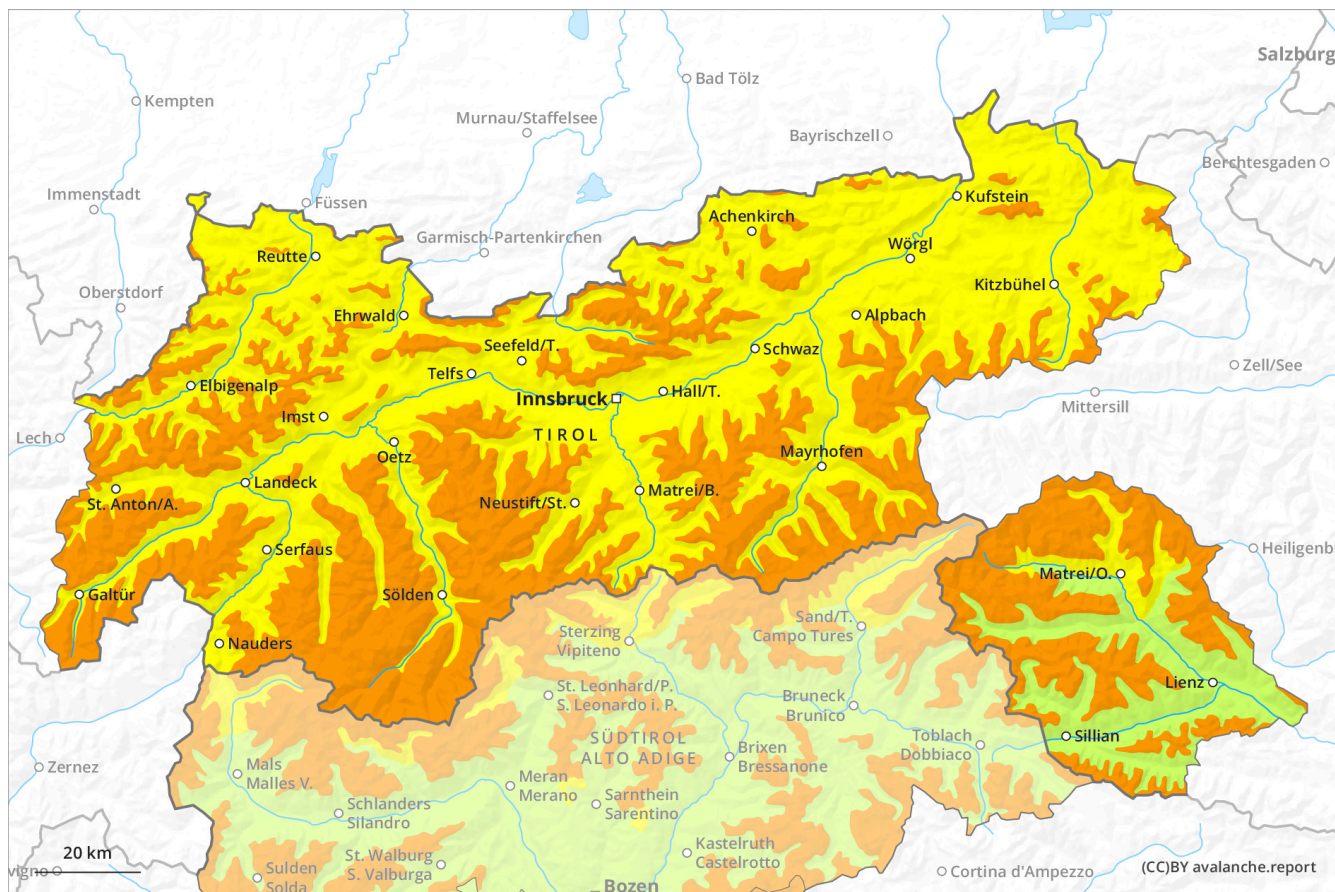 Salzburg
Bad Tölz
Kempten
Murnau/Staffelsee
Bayrischzell
Berchtesgaden
Immenstadt
Kufstein
Füssen
Achenkirch
Garmisch-Partenkirchen
Wörgl
Reutte
Kitzbühel
Oberstdorf
Ehrwald
Alpbach
Seefeld/T.
Schwaz
Zell/See
Telfs
Elbigenalp
Hall/T.
Innsbruck
Mittersill
Imst
TIROL
Lech
Mayrhofen
Oetz
Landeck
Matrei/B.
St. Anton/A.
Neustift/St.
Serfaus
Heiligenb
Matrei/O.
Galtür
Sölden
Sand/T.
Campo Tures
Sterzing
Vipiteno
Nauders
Lienz
St. Leonhard/P.
S. Leonardo i. P.
Bruneck
Brunico
Sillian
Toblach
Dobbiaco
SÜDTIROL
ALTO ADIGE
Brixen
Bressanone
Zernez
Mals
Malles V.
Meran
Merano
Sarnthein
Sarentino
Schlanders
Silandro
Kastelruth
Castelrotto
20 km
St. Walburg
S. Valburga
vigno
Cortina d'Ampezzo
(CC)BY avalanche.report
Sulden
Solda
Bozen